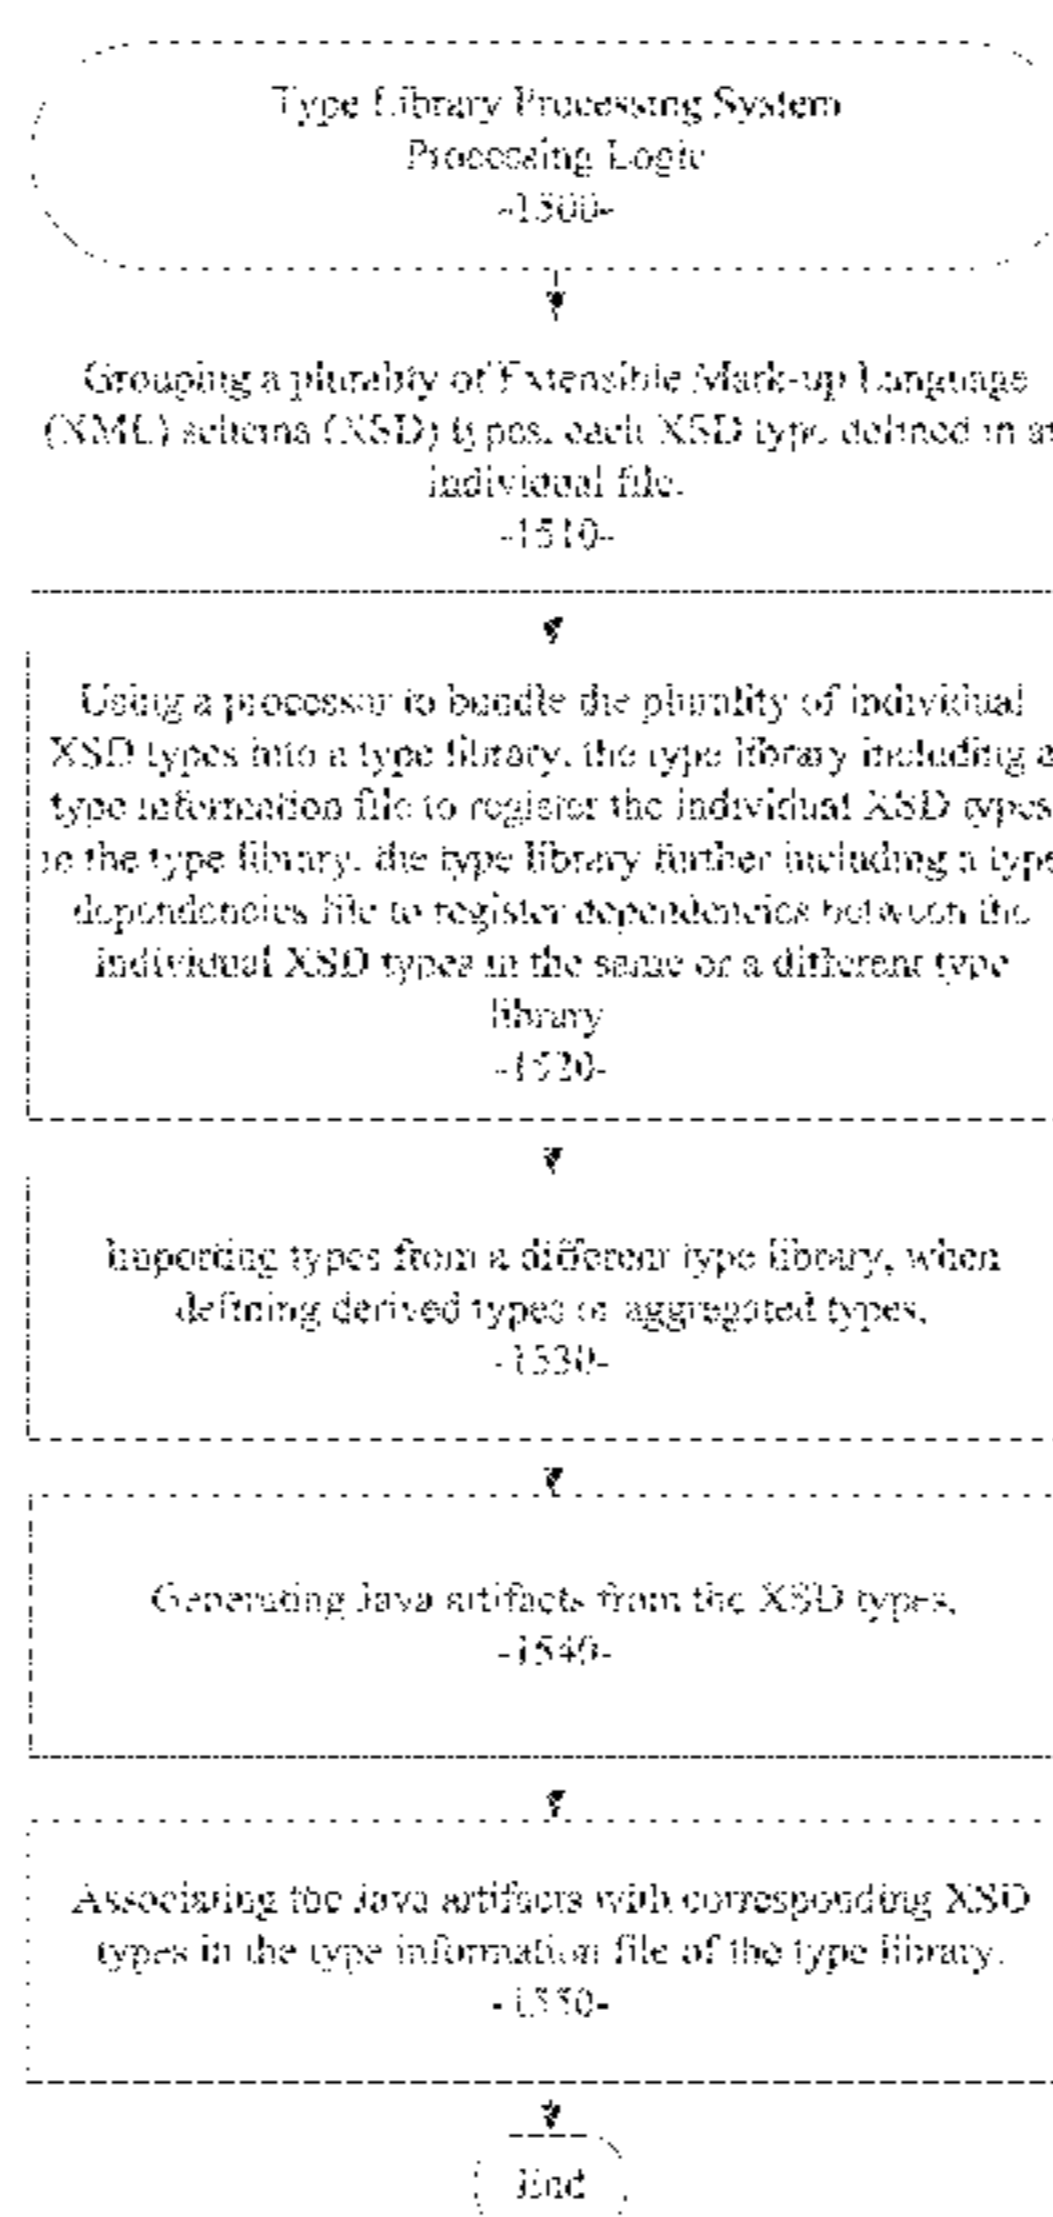 Type Library Processing System
Processing Logic
-1500-
Grouping a plurality of Extensible Mark-up Language
(XML) schema (XSD) types, each XSD type defined in an
individual file.
-1510-
Using a processor to bundle the plurality of individual
XSD types into a type library, the type library including a
type information file to register the individual XSD types
in the type library, the type library further including a type
dependencies file to register dependencies between the
individual XSD types in the same or a different type
library
-1520-
Importing types from a different type library, when
defining derived types or aggregated types.
-1530-
Generating Java artifacts from the XSD types.
-1540-
Associating the Java artifacts with corresponding XSD
types in the type information file of the type library.
-1550-
End